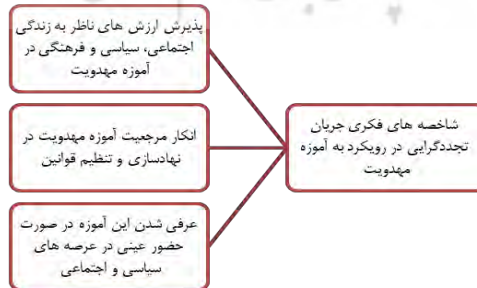 شاخصه های فکری جریان
تجددگرایی در رویکرد به آموزه
مهدویت
پذیرش ارزش های ناظر به زندگی
اجتماعی، سیاسی و فرهنگی در
آموزه مهدویت
انکار مرجعیت آموزه مهدویت در
نهادسازی و تنظیم قوانین
عرفی شدن این آموزه در صورت
حضور عینی در عرصه های
سیاسی و اجتماعی